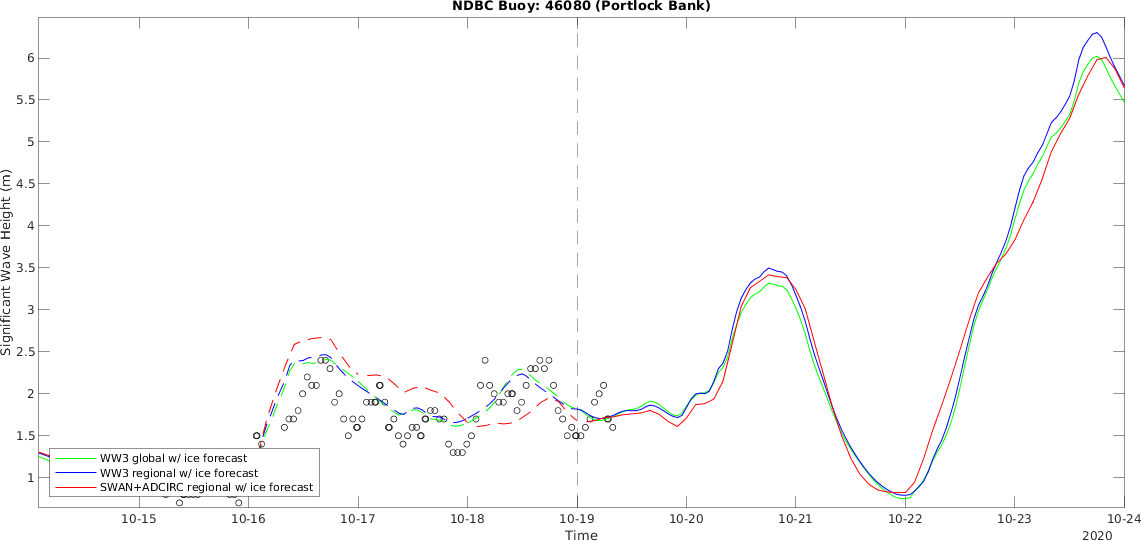 NDBC Buoy: 46080 (Portlock Bank)
6
5.5
5
4.5
4
3.5
3
2.5
2
1.5
1
Significant Wave Height (m)
WW3 global w/ ice forecast
WW3 regional w/ ice forecast
SWAN+ADCIRC regional w/ ice forecast
10-15 10-16 10-17 10-18 10-19 10-20 10-21 10-22 10-23 10-24
Time
2020